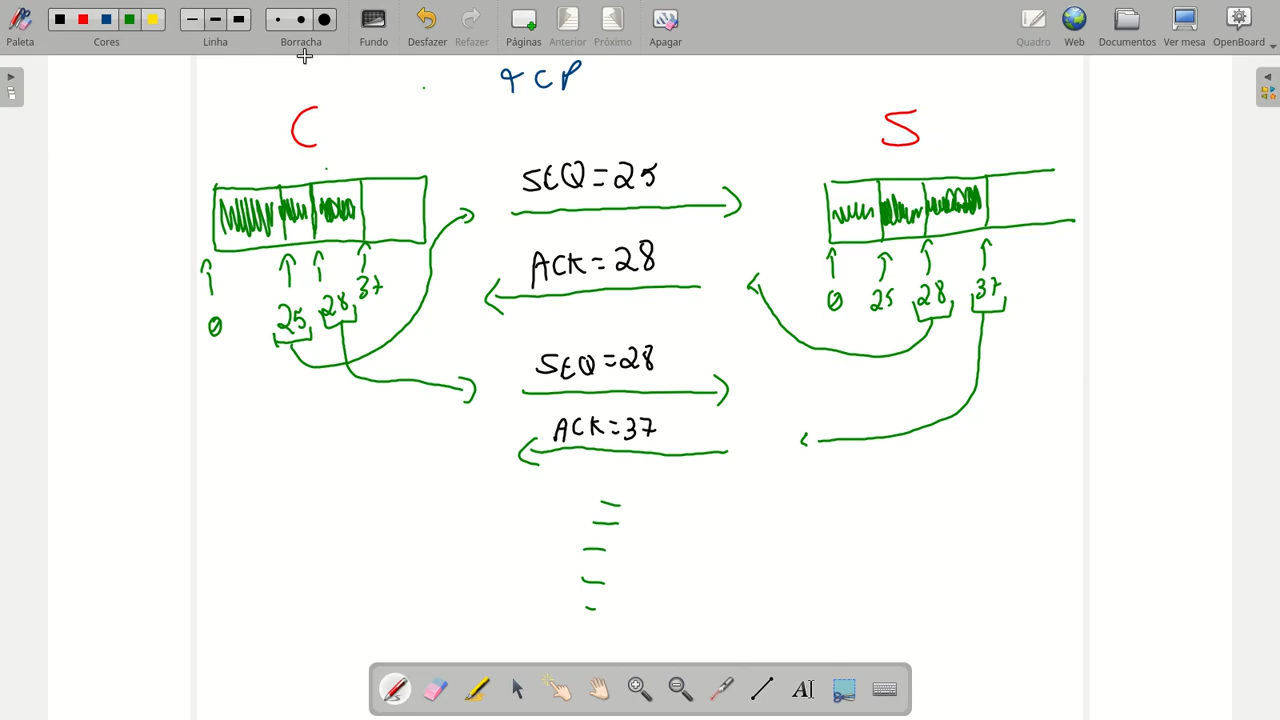 Paleta Cores Linha Borracha Fundo Desfazer Refazer Páginas Anterior Próximo Apagar Quadro Web Documentos Ver mesa OpenBoard
TCP
C S
SEQ=25
ACK=28
0 25 28 37
0 25 28 37
SEQ=28
ACK=37